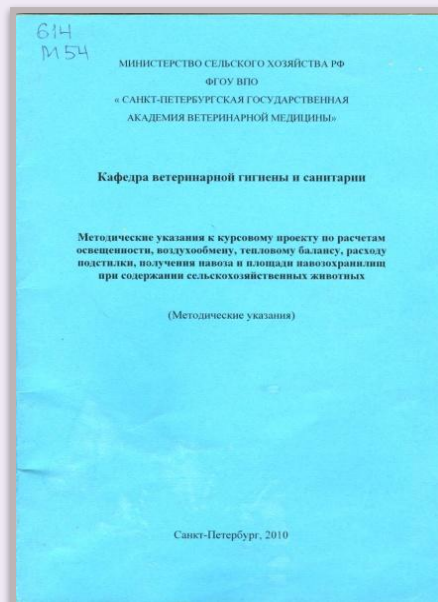 614
М54
МИНИСТЕРСТВО СЕЛЬСКОГО ХОЗЯЙСТВА РФ
ФГОУ ВПО
« САНКТ-ПЕТЕРБУРГСКАЯ ГОСУДАРСТВЕННАЯ
АКАДЕМИЯ ВЕТЕРИНАРНОЙ МЕДИЦИНЫ»
Кафедра ветеринарной гигиены и санитарии
Методические указания к курсовому проекту по расчетам
освещенности, воздухообмену, тепловому балансу, расходу
подстилки, получения навоза и площади навозохранилищ
при содержании сельскохозяйственных животных
(Методические указания)
Санкт-Петербург, 2010